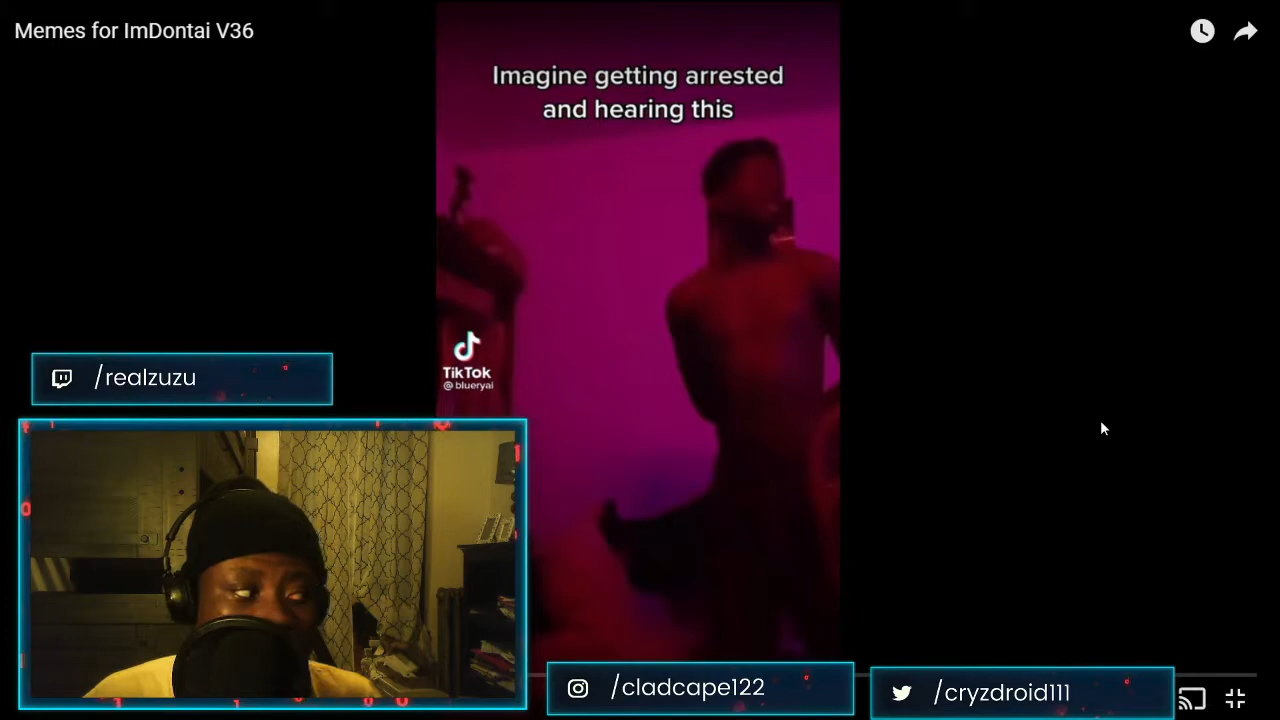 Memes for ImDontai V36
Imagine getting arrested
and hearing this
TikTok
@blueryai
/realzuzu
/cladcape122
/cryzdroid111